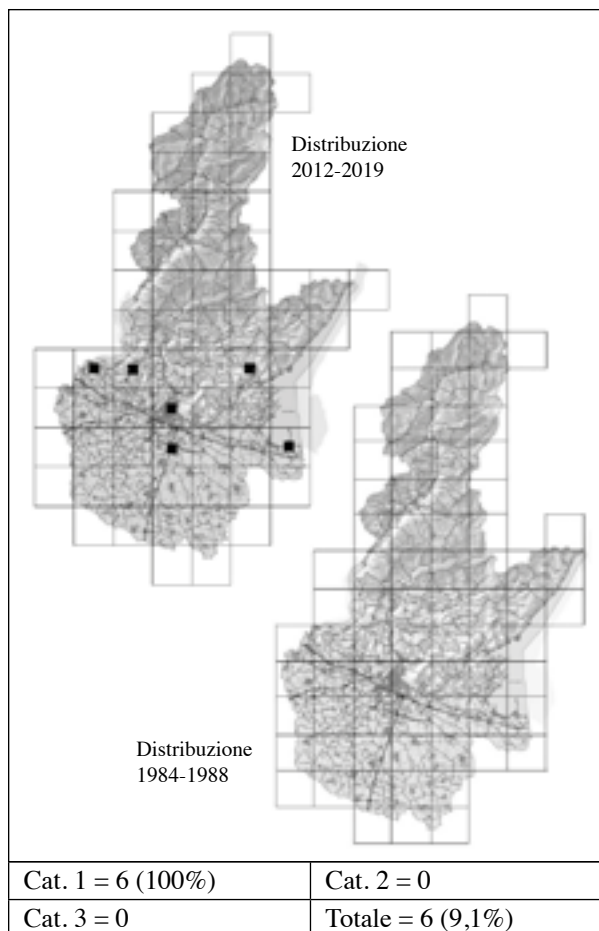 Distribuzione
2012-2019
Distribuzione
1984-1988
Cat. 1 = 6 (100%) Cat. 2 = 0
Cat. 3 = 0 Totale = 6 (9,1%)